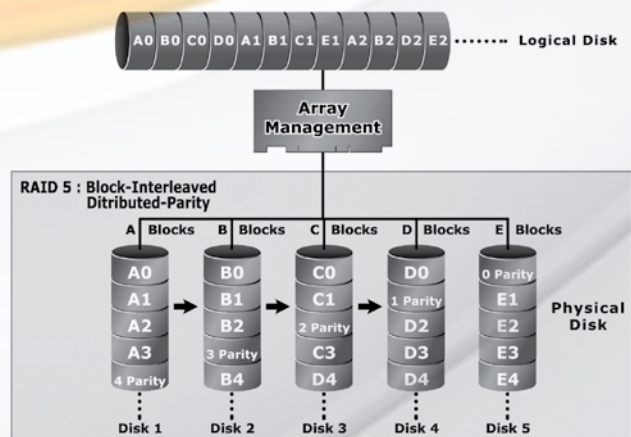 A0 B0 C0 D0 A1 B1 C1 E1 A2 B2 D2 E2 Logical Disk
Array
Management
RAID 5 : Block-Interleaved
Ditributed-Parity
A Blocks B Blocks C Blocks D Blocks E Blocks
A0 B0 C0 D0 0 Parity
A1 B1 C1 1 Parity E1
A2 B2 2 Parity D2 E2
A3 3 Parity C3 D3 E3
4 Parity B4 D4 D4 E4
Physical
Disk
Disk 1 Disk 2 Disk 3 Disk 4 Disk 5